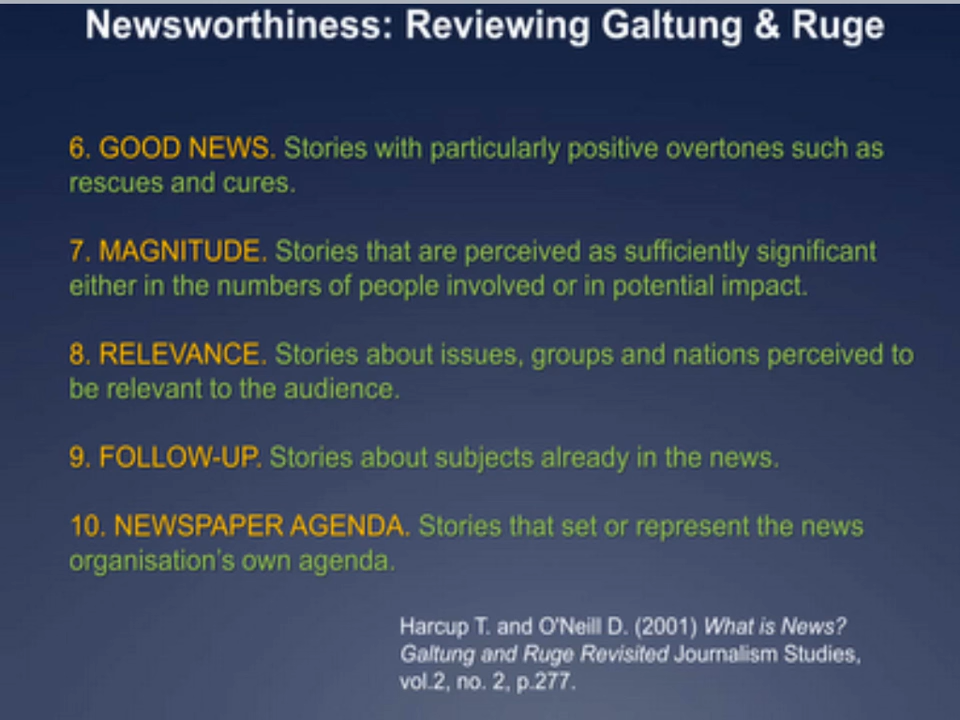 Newsworthiness: Reviewing Galtung & Ruge
6. GOOD NEWS. Stories with particularly positive overtones such as
rescues and cures.
7. MAGNITUDE. Stories that are perceived as sufficiently significant
either in the numbers of people involved or in potential impact.
8. RELEVANCE. Stories about issues, groups and nations perceived to
be relevant to the audience.
9. FOLLOW-UP. Stories about subjects already in the news.
10. NEWSPAPER AGENDA. Stories that set or represent the news
organisation's own agenda.
Harcup T. and O'Neill D. (2001) What is News?
Galtung and Ruge Revisited Journalism Studies,
vol.2, no. 2, p.277.